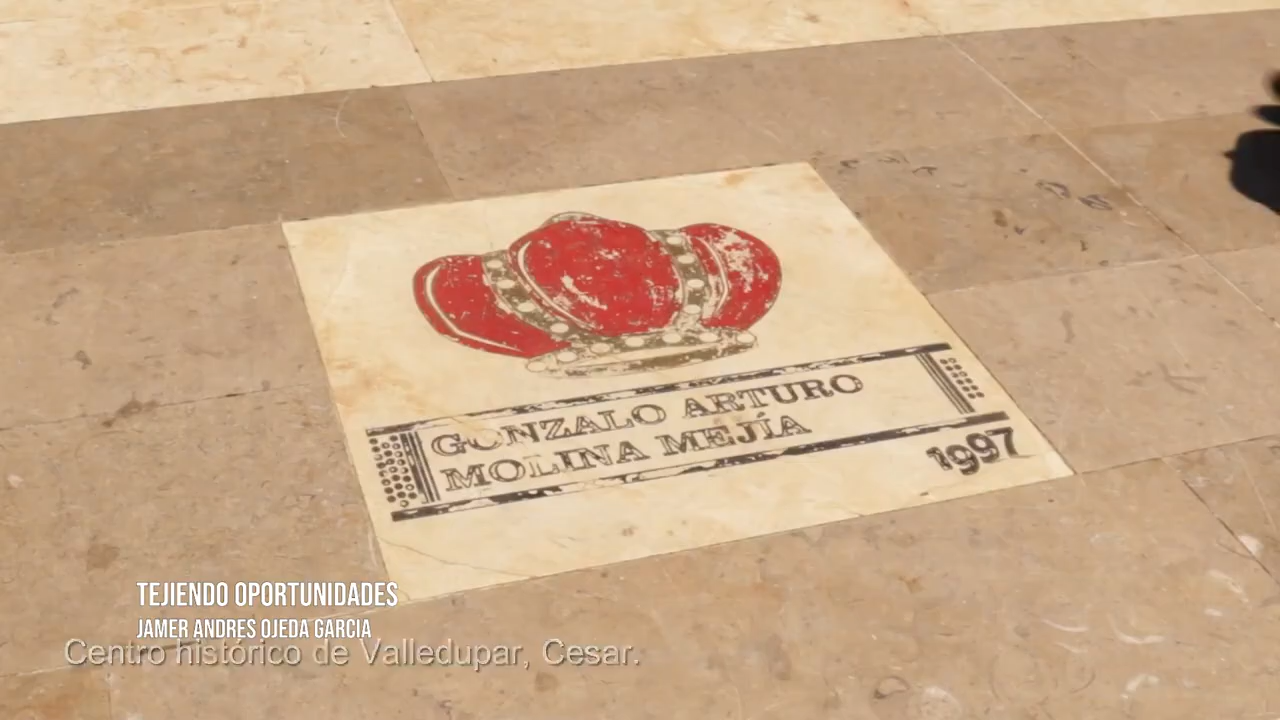 GONZALO ARTURO
MOLINA MEJÍA
1997
TEJIENDO OPORTUNIDADES
JAMER ANDRES OJEDA GARCIA
Centro histórico de Valledupar, Cesar.